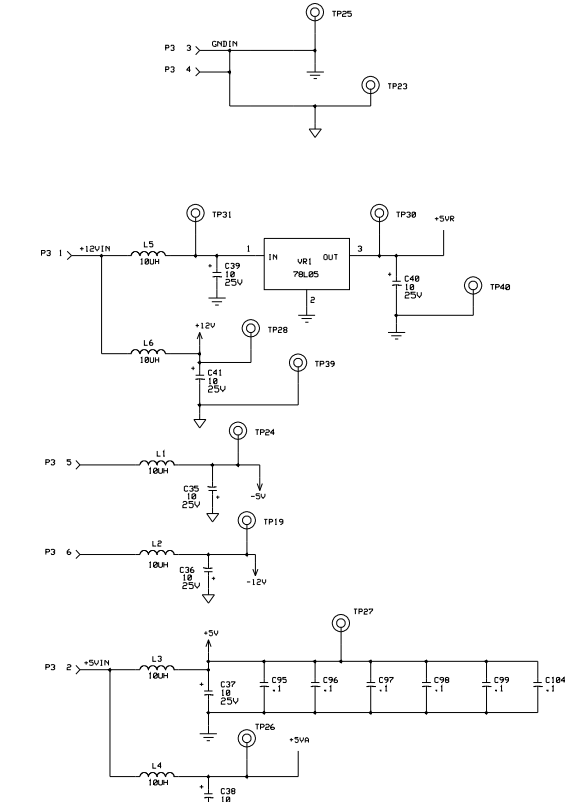 TP25
P3 3 GNDIN
P3 4
TP23
TP31
TP30
+5VR
P3 1 +12VIN
L5
10UH
C39
10
25V
1
IN
VR1
78L05
OUT
3
2
C40
10
25V
TP40
L6
10UH
+12V
TP28
C41
10
25V
TP39
TP24
P3 5
L1
10UH
C35
10
25V
-5V
TP19
P3 6
L2
10UH
C36
10
25V
-12V
TP27
+5V
P3 2 +5VIN
L3
10UH
C37
10
25V
C95
.1
C96
.1
C97
.1
C98
.1
C99
.1
C104
.1
TP26
+5VA
L4
10UH
C38
10